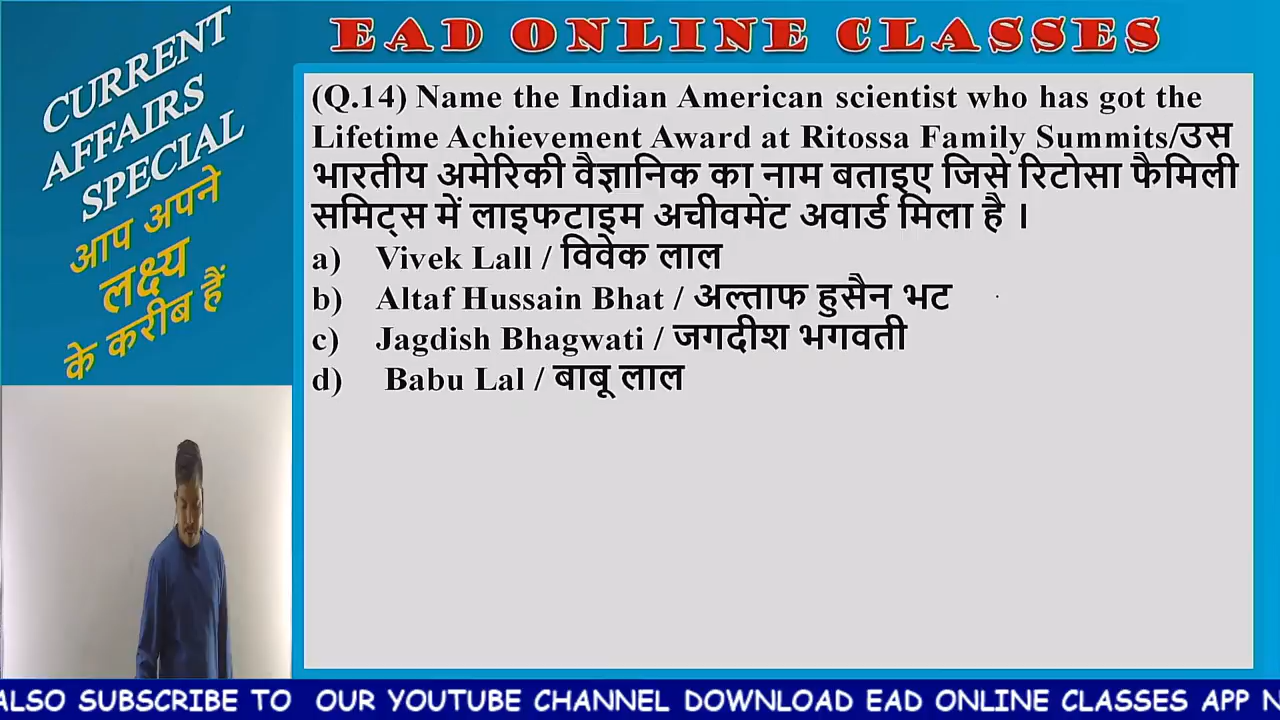 CURRENT
AFFAIRS
SPECIAL
आप अपने
लक्ष्य
के करीब हैं
EAD ONLINE CLASSES
(Q.14) Name the Indian American scientist who has got the
Lifetime Achievement Award at Ritossa Family Summits/उस
भारतीय अमेरिकी वैज्ञानिक का नाम बताइए जिसे रिटोसा फैमिली
समिट्स में लाइफटाइम अचीवमेंट अवार्ड मिला है ।
a) Vivek Lall / विवेक लाल
b) Altaf Hussain Bhat / अल्ताफ हुसैन भट
c) Jagdish Bhagwati / जगदीश भगवती
d) Babu Lal / बाबू लाल
ALSO SUBSCRIBE TO OUR YOUTUBE CHANNEL DOWNLOAD EAD ONLINE CLASSES APP N